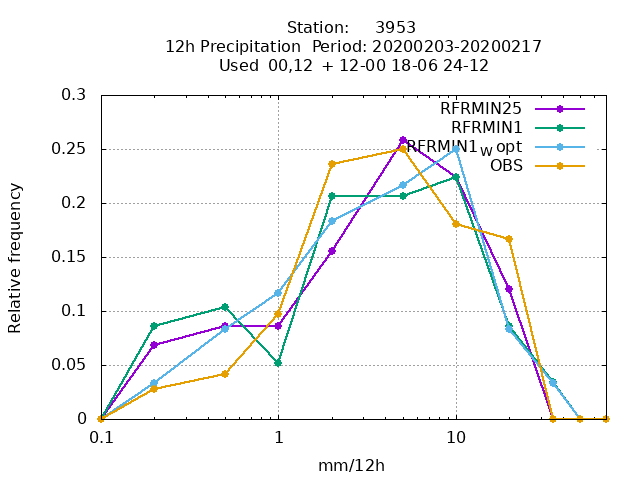 Station: 3953
12h Precipitation Period: 20200203-20200217
Used 00,12 + 12-00 18-06 24-12
RFRMIN25
RFRMIN1
RFRMIN1_W opt
OBS
0.3
0.25
0.2
0.15
0.1
0.05
0
Relative frequency
0.1 1 10
mm/12h